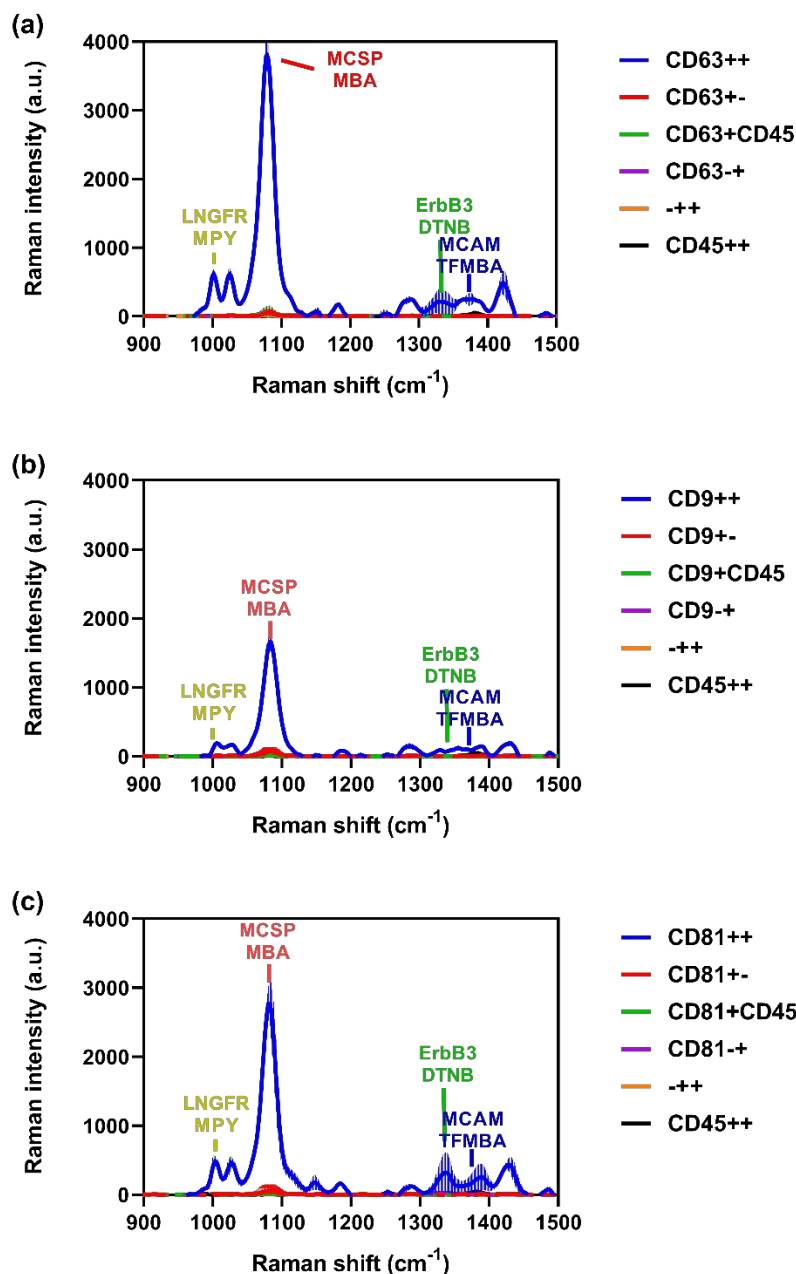 (a)
Raman intensity (a.u.)
4000
3000
2000
1000
0
MCSP
MBA
LNGFR
MPY
ErbB3
DTNB
MCAM
TFMBA
900 1000 1100 1200 1300 1400 1500
Raman shift (cm⁻¹)
CD63++
CD63+-
CD63+CD45
CD63-+
-++
CD45++
(b)
Raman intensity (a.u.)
4000
3000
2000
1000
0
MCSP
MBA
LNGFR
MPY
ErbB3
DTNB
MCAM
TFMBA
900 1000 1100 1200 1300 1400 1500
Raman shift (cm⁻¹)
CD9++
CD9+-
CD9+CD45
CD9-+
-++
CD45++
(c)
Raman intensity (a.u.)
4000
3000
2000
1000
0
MCSP
MBA
LNGFR
MPY
ErbB3
DTNB
MCAM
TFMBA
900 1000 1100 1200 1300 1400 1500
Raman shift (cm⁻¹)
CD81++
CD81+-
CD81+CD45
CD81-+
-++
CD45++